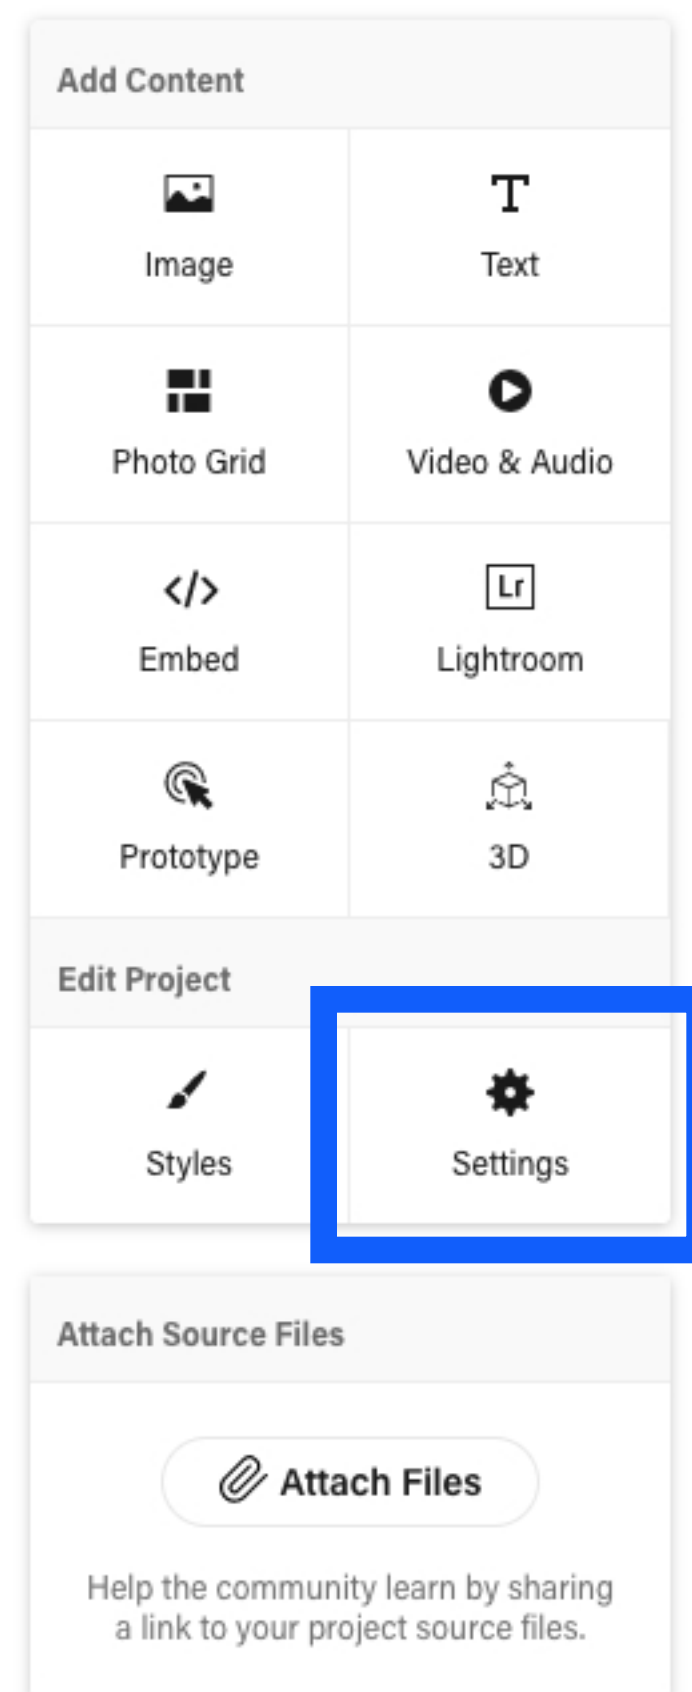 Add Content
Image
Text
Photo Grid
Video & Audio
</>
Embed
Lr
Lightroom
Prototype
3D
Edit Project
Styles
Settings
Attach Source Files
Attach Files
Help the community learn by sharing
a link to your project source files.